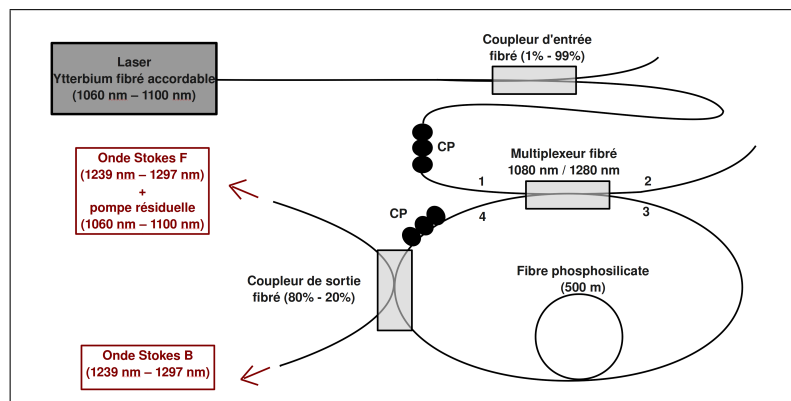 Laser
Ytterbium fibré accordable
(1060 nm – 1100 nm)
Coupleur d'entrée
fibré (1% - 99%)
CP
Onde Stokes F
(1239 nm – 1297 nm)
+
pompe résiduelle
(1060 nm – 1100 nm)
Multiplexeur fibré
1080 nm / 1280 nm
1
2
CP
4
3
Coupleur de sortie
fibré (80% - 20%)
Fibre phosphosilicate
(500 m)
Onde Stokes B
(1239 nm – 1297 nm)